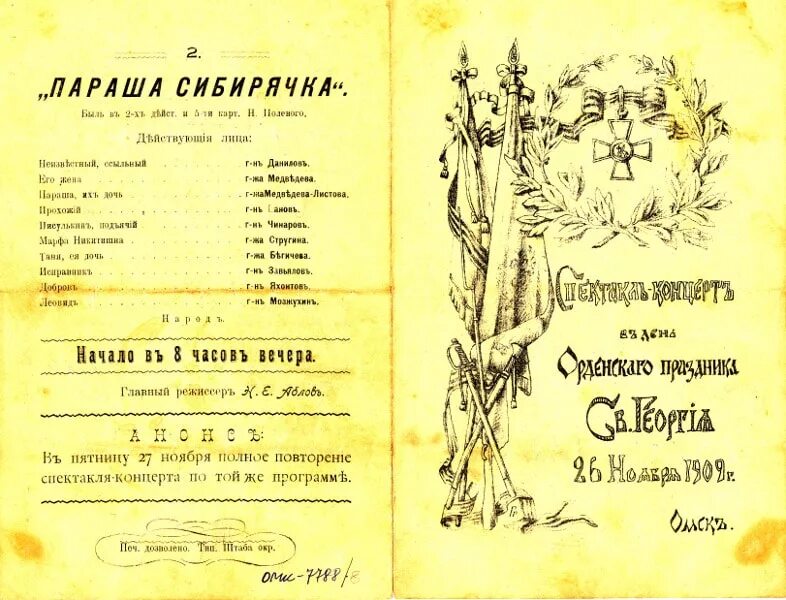 2.
„ПАРАША СИБИРЯЧКА“.
Быль въ 2-хъ дѣйст. и 5-ти карт. Н. Полевого.
Дѣйствующія лица:
Неизвѣстный, ссыльный . . . . . г-нъ Даниловъ.
Его жена . . . . . г-жа Медвѣдева.
Параша, ихъ дочь . . . . . г-жа Медвѣдева-Листова.
Прохожій . . . . . г-нъ
Писулькинъ, подъячій . . . . . г-нъ Чинаровъ.
Марфа Никитишна . . . . . г-жа Стругина.
Таня, ея дочь . . . . . г-жа Бѣгичева.
Исправникъ . . . . . г-нъ Завьяловъ.
Добровъ . . . . . г-нъ Яхонтовъ.
Леонидъ . . . . . г-нъ Мозжухинъ.
Народъ.
Начало въ 8 часовъ вечера.
Главный режиссеръ Н. Е. Абловъ.
АНОНСЪ:
Въ пятницу 27 ноября полное повтореніе
спектакля-концерта по той же программѣ.
Печ. дозволено. Тип. Штаба окр.
ОМК-7788/8
Спектакль-концертъ
въ день
Орденскаго праздника
Св. Георгія
26 Ноября 1909 г.
Омскъ.